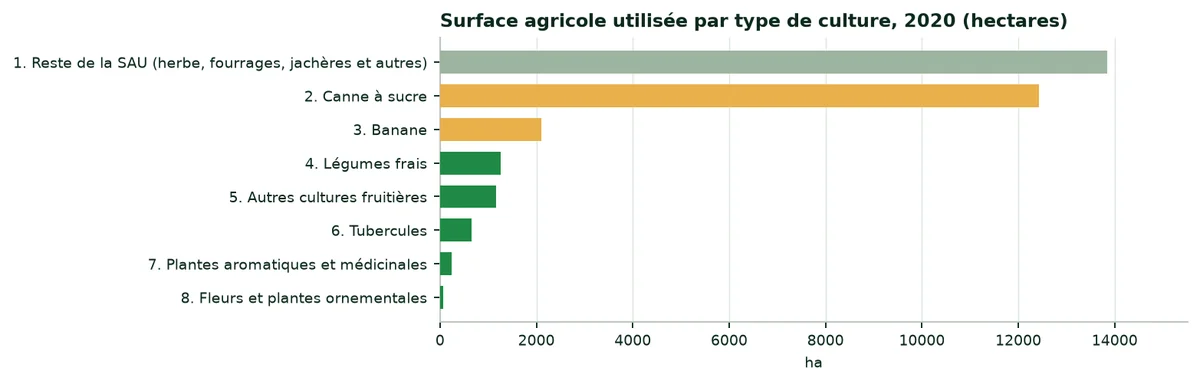 Surface agricole utilisée par type de culture, 2020 (hectares)
1. Reste de la SAU (herbe, fourrages, jachères et autres)
2. Canne à sucre
3. Banane
4. Légumes frais
5. Autres cultures fruitières
6. Tubercules
7. Plantes aromatiques et médicinales
8. Fleurs et plantes ornementales
0 2000 4000 6000 8000 10000 12000 14000
ha